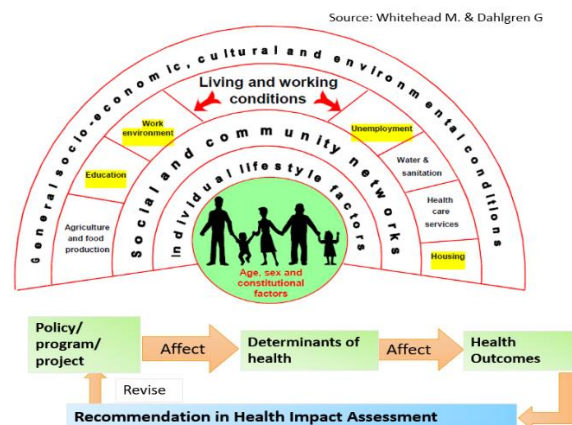 Source: Whitehead M. & Dahlgren G
General socio-economic, cultural and environmental conditions
Living and working
conditions
Work
environment
Unemployment
Education
Water &
sanitation
Agriculture
and food
production
Health
care
services
Housing
Social and community networks
Individual lifestyle factors
Age, sex and
constitutional
factors
Policy/
program/
project
Affect
Determinants of
health
Affect
Health
Outcomes
Revise
Recommendation in Health Impact Assessment